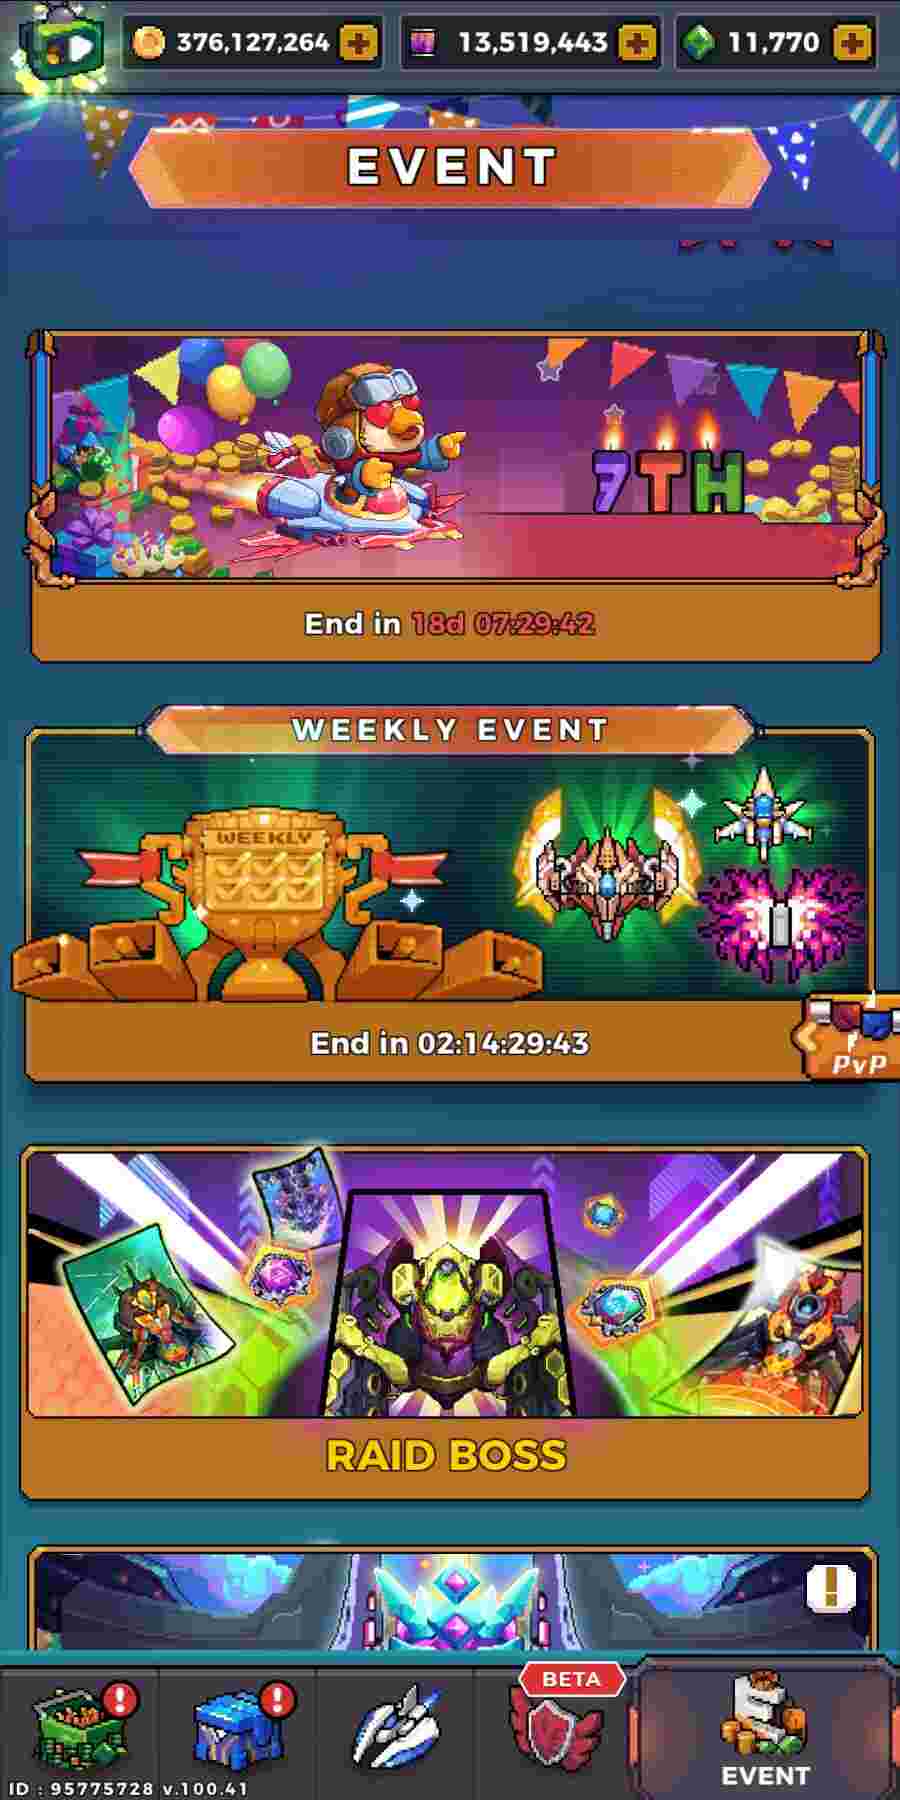 376,127,264
13,519,443
11,770
EVENT
7TH
End in 18d 07:29:42
WEEKLY EVENT
WEEKLY
End in 02:14:29:43
PvP
RAID BOSS
BETA
EVENT
ID : 95775728 v.100.41